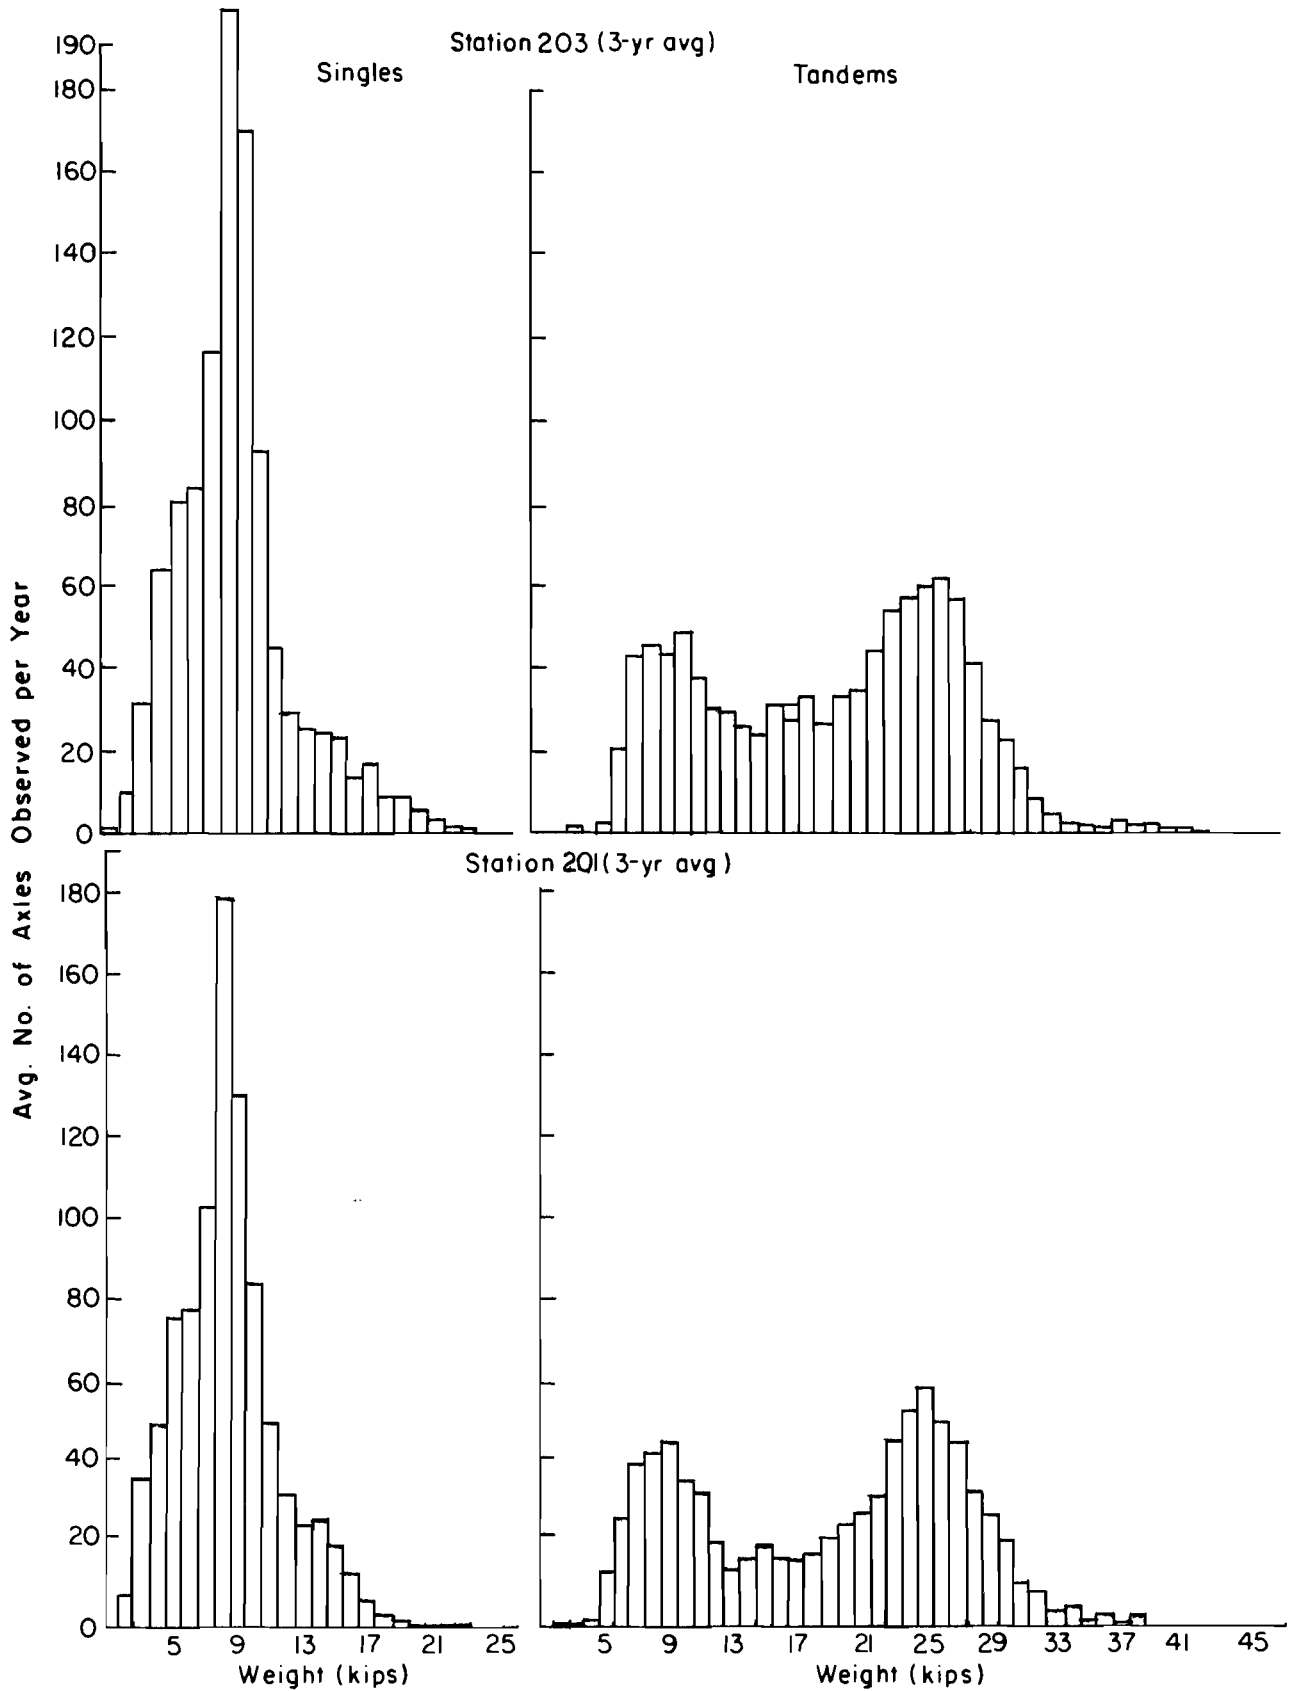 Station 203 (3-yr avg)
Singles
Tandems
190
180
160
140
120
100
80
60
40
20
0
Avg. No. of Axles Observed per Year
Station 201 (3-yr avg)
180
160
140
120
100
80
60
40
20
0
5 9 13 17 21 25
5 9 13 17 21 25 29 33 37 41 45
Weight (kips)
Weight (kips)